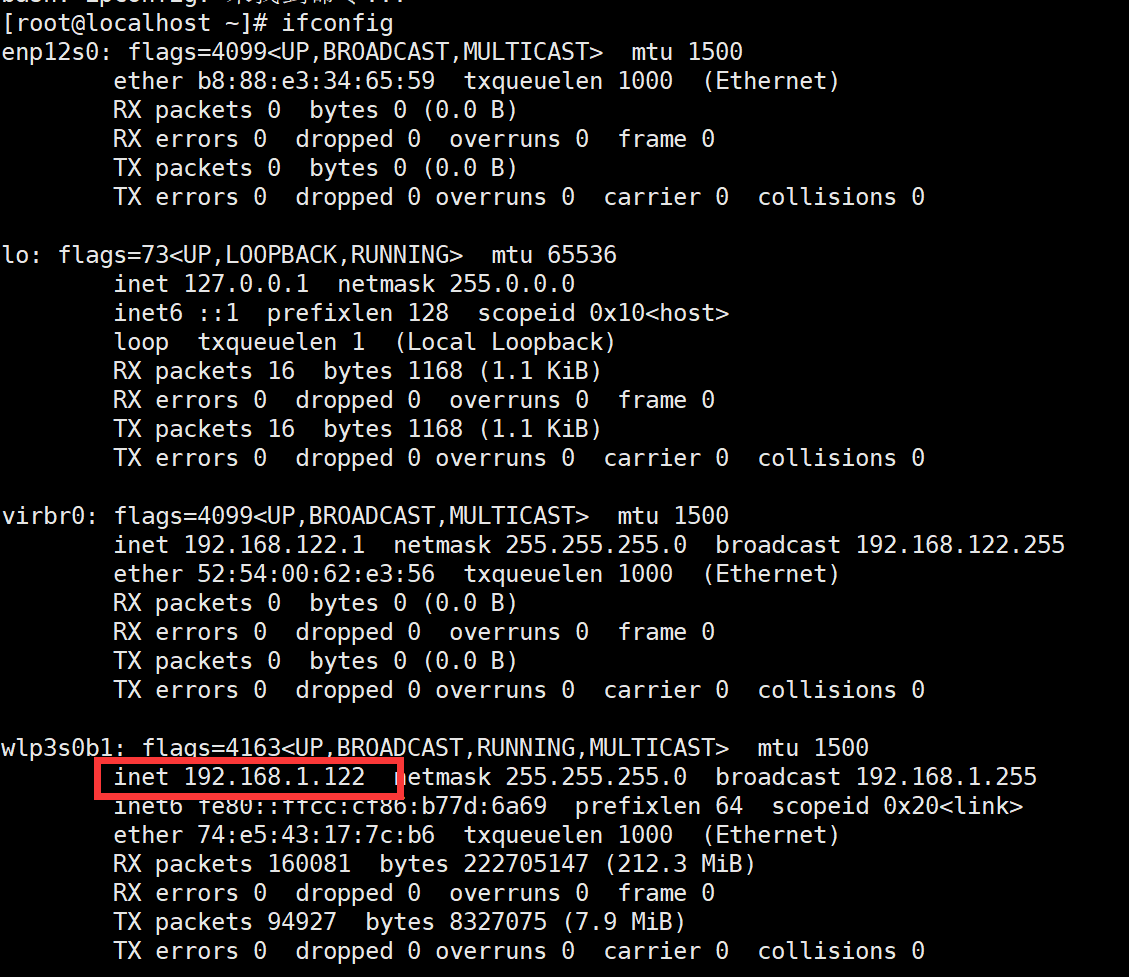 [root@localhost ~]# ifconfig
enp12s0: flags=4099<UP,BROADCAST,MULTICAST>  mtu 1500
        ether b8:88:e3:34:65:59  txqueuelen 1000  (Ethernet)
        RX packets 0  bytes 0 (0.0 B)
        RX errors 0  dropped 0  overruns 0  frame 0
        TX packets 0  bytes 0 (0.0 B)
        TX errors 0  dropped 0 overruns 0  carrier 0  collisions 0

lo: flags=73<UP,LOOPBACK,RUNNING>  mtu 65536
        inet 127.0.0.1  netmask 255.0.0.0
        inet6 ::1  prefixlen 128  scopeid 0x10<host>
        loop  txqueuelen 1  (Local Loopback)
        RX packets 16  bytes 1168 (1.1 KiB)
        RX errors 0  dropped 0  overruns 0  frame 0
        TX packets 16  bytes 1168 (1.1 KiB)
        TX errors 0  dropped 0 overruns 0  carrier 0  collisions 0

virbr0: flags=4099<UP,BROADCAST,MULTICAST>  mtu 1500
        inet 192.168.122.1  netmask 255.255.255.0  broadcast 192.168.122.255
        ether 52:54:00:62:e3:56  txqueuelen 1000  (Ethernet)
        RX packets 0  bytes 0 (0.0 B)
        RX errors 0  dropped 0  overruns 0  frame 0
        TX packets 0  bytes 0 (0.0 B)
        TX errors 0  dropped 0 overruns 0  carrier 0  collisions 0

wlp3s0b1: flags=4163<UP,BROADCAST,RUNNING,MULTICAST>  mtu 1500
        inet 192.168.1.122  netmask 255.255.255.0  broadcast 192.168.1.255
        inet6 fe80::ffcc:cf86:b77d:6a69  prefixlen 64  scopeid 0x20<link>
        ether 74:e5:43:17:7c:b6  txqueuelen 1000  (Ethernet)
        RX packets 160081  bytes 222705147 (212.3 MiB)
        RX errors 0  dropped 0  overruns 0  frame 0
        TX packets 94927  bytes 8327075 (7.9 MiB)
        TX errors 0  dropped 0 overruns 0  carrier 0  collisions 0